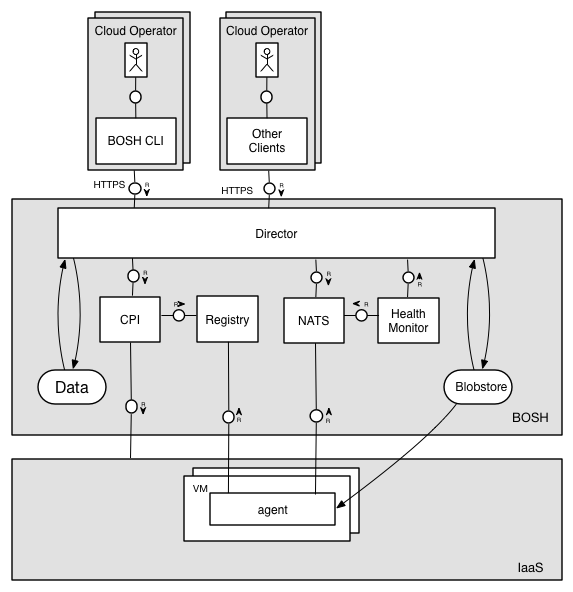 Cloud Operator
Cloud Operator
BOSH CLI
Other
Clients
HTTPS
R
HTTPS
R
Director
R
R
R
CPI
R
Registry
NATS
R
Health
Monitor
Data
Blobstore
R
R
R
BOSH
VM
agent
IaaS